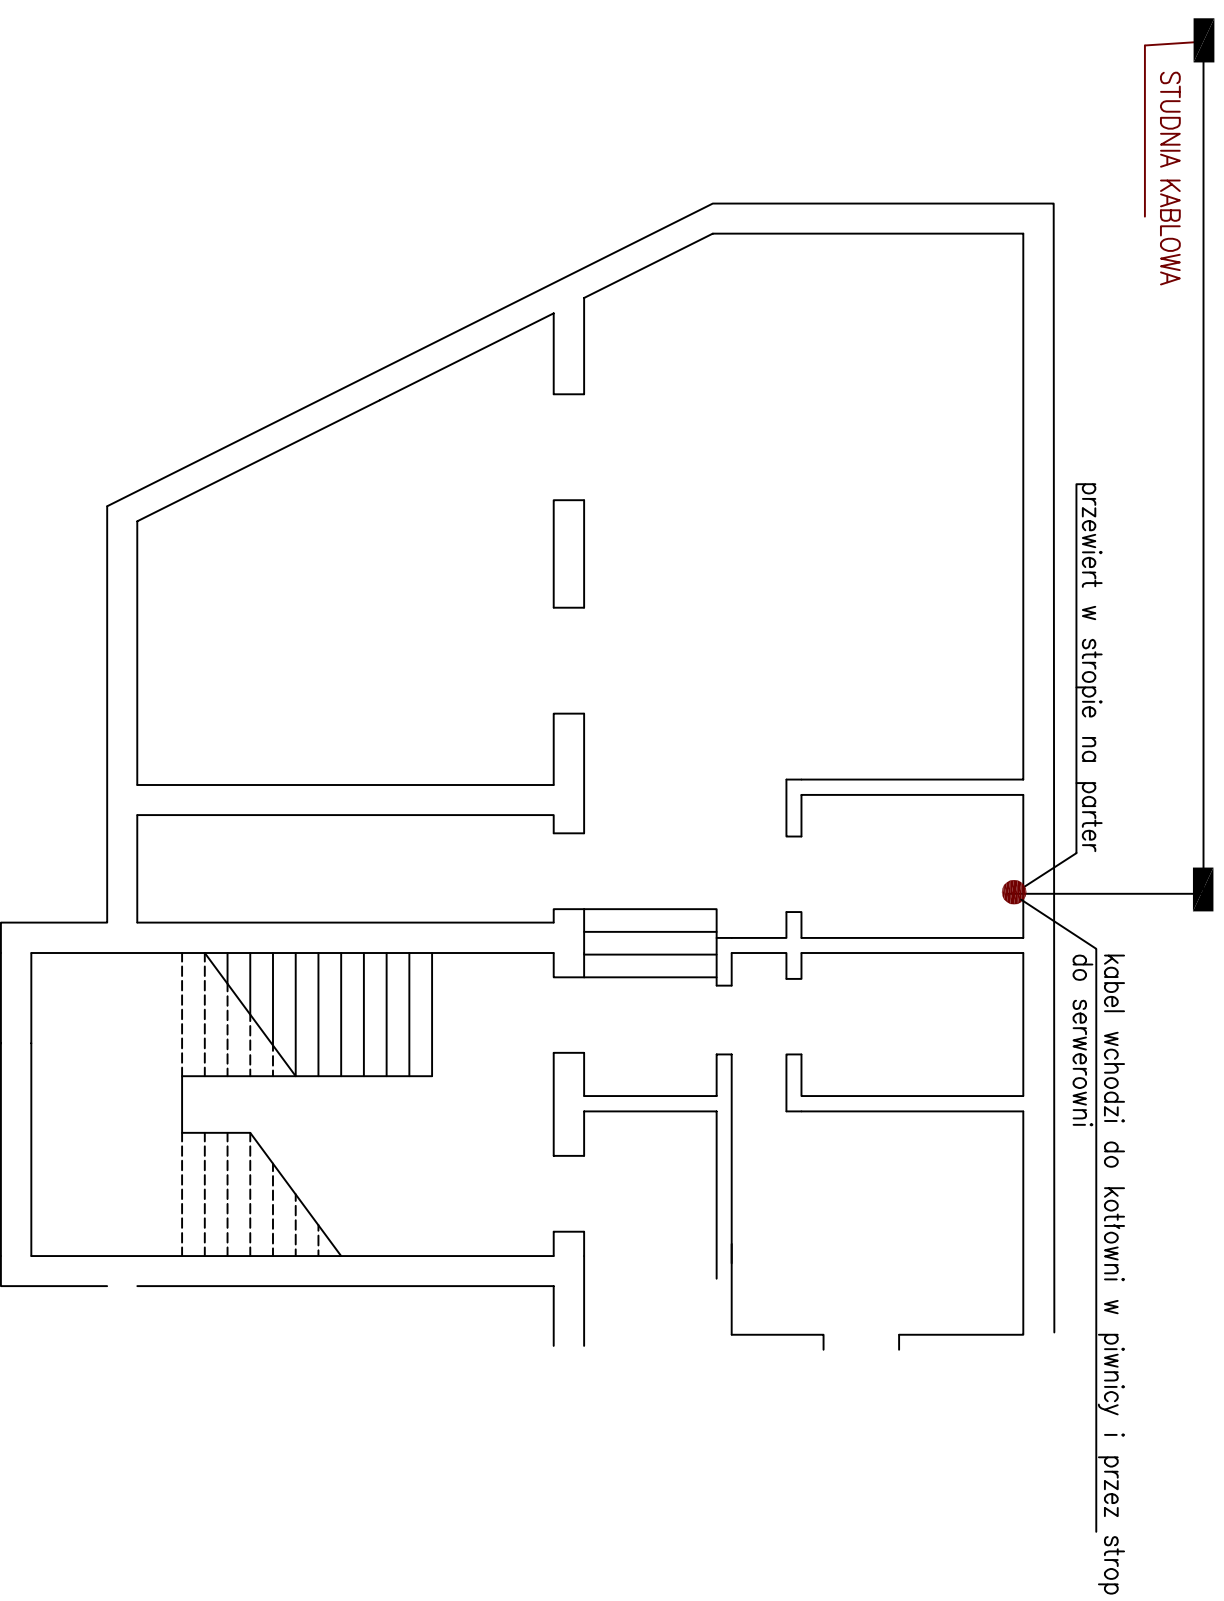 STUDNIA KABLOWA
przewiert w stropie na parter
kabel wchodzi do kotłowni w piwnicy i przez strop
do serwerowni